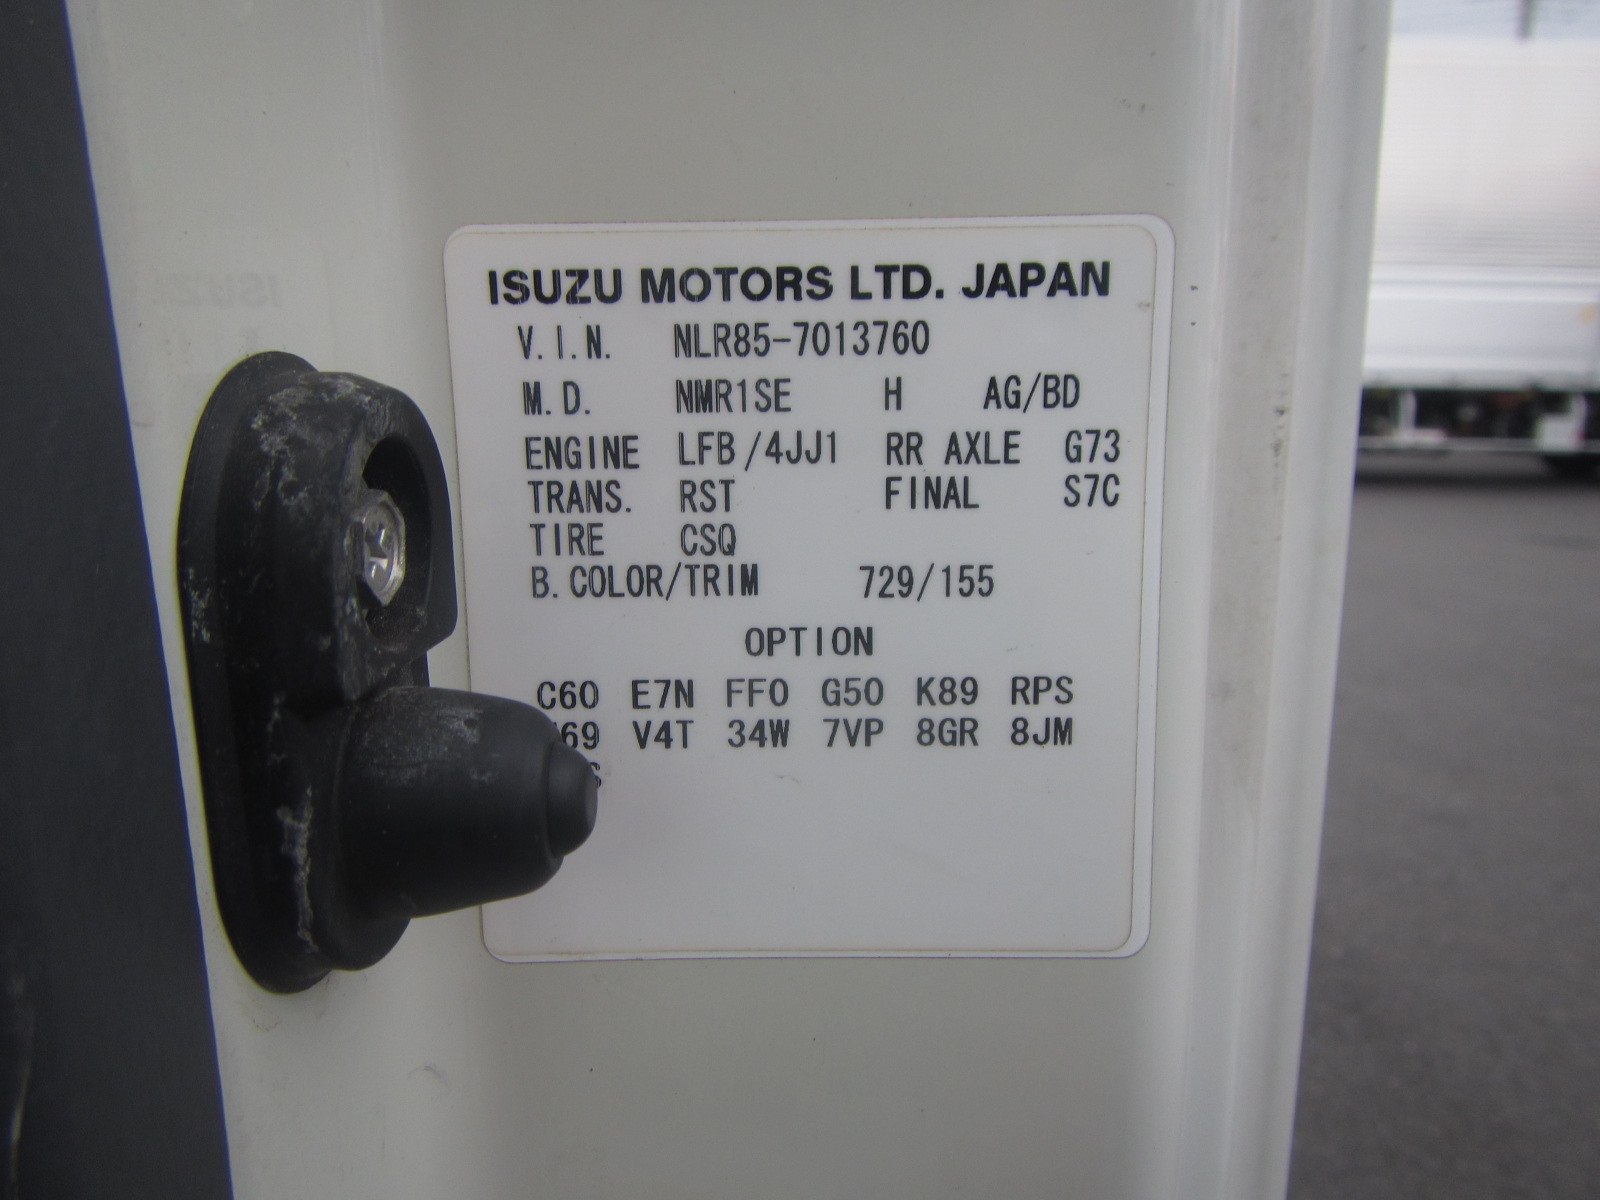 ISUZU MOTORS LTD. JAPAN
V.I.N. NLR85-7013760
M.D. NMR1SE H AG/BD
ENGINE LFB/4JJ1 RR AXLE G73
TRANS. RST FINAL S7C
TIRE CSQ
B.COLOR/TRIM 729/155
OPTION
C60 E7N FF0 G50 K89 RPS
V4T 34W 7VP 8GR 8JM